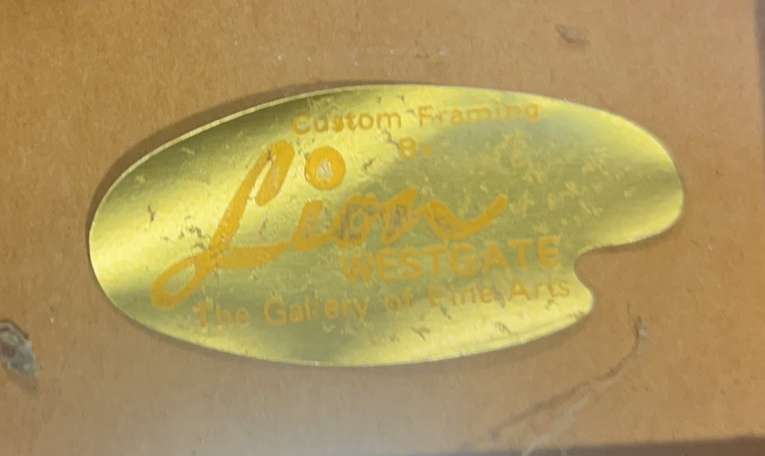 Custom Framing
By
Lion
WESTGATE
The Gallery of Fine Arts